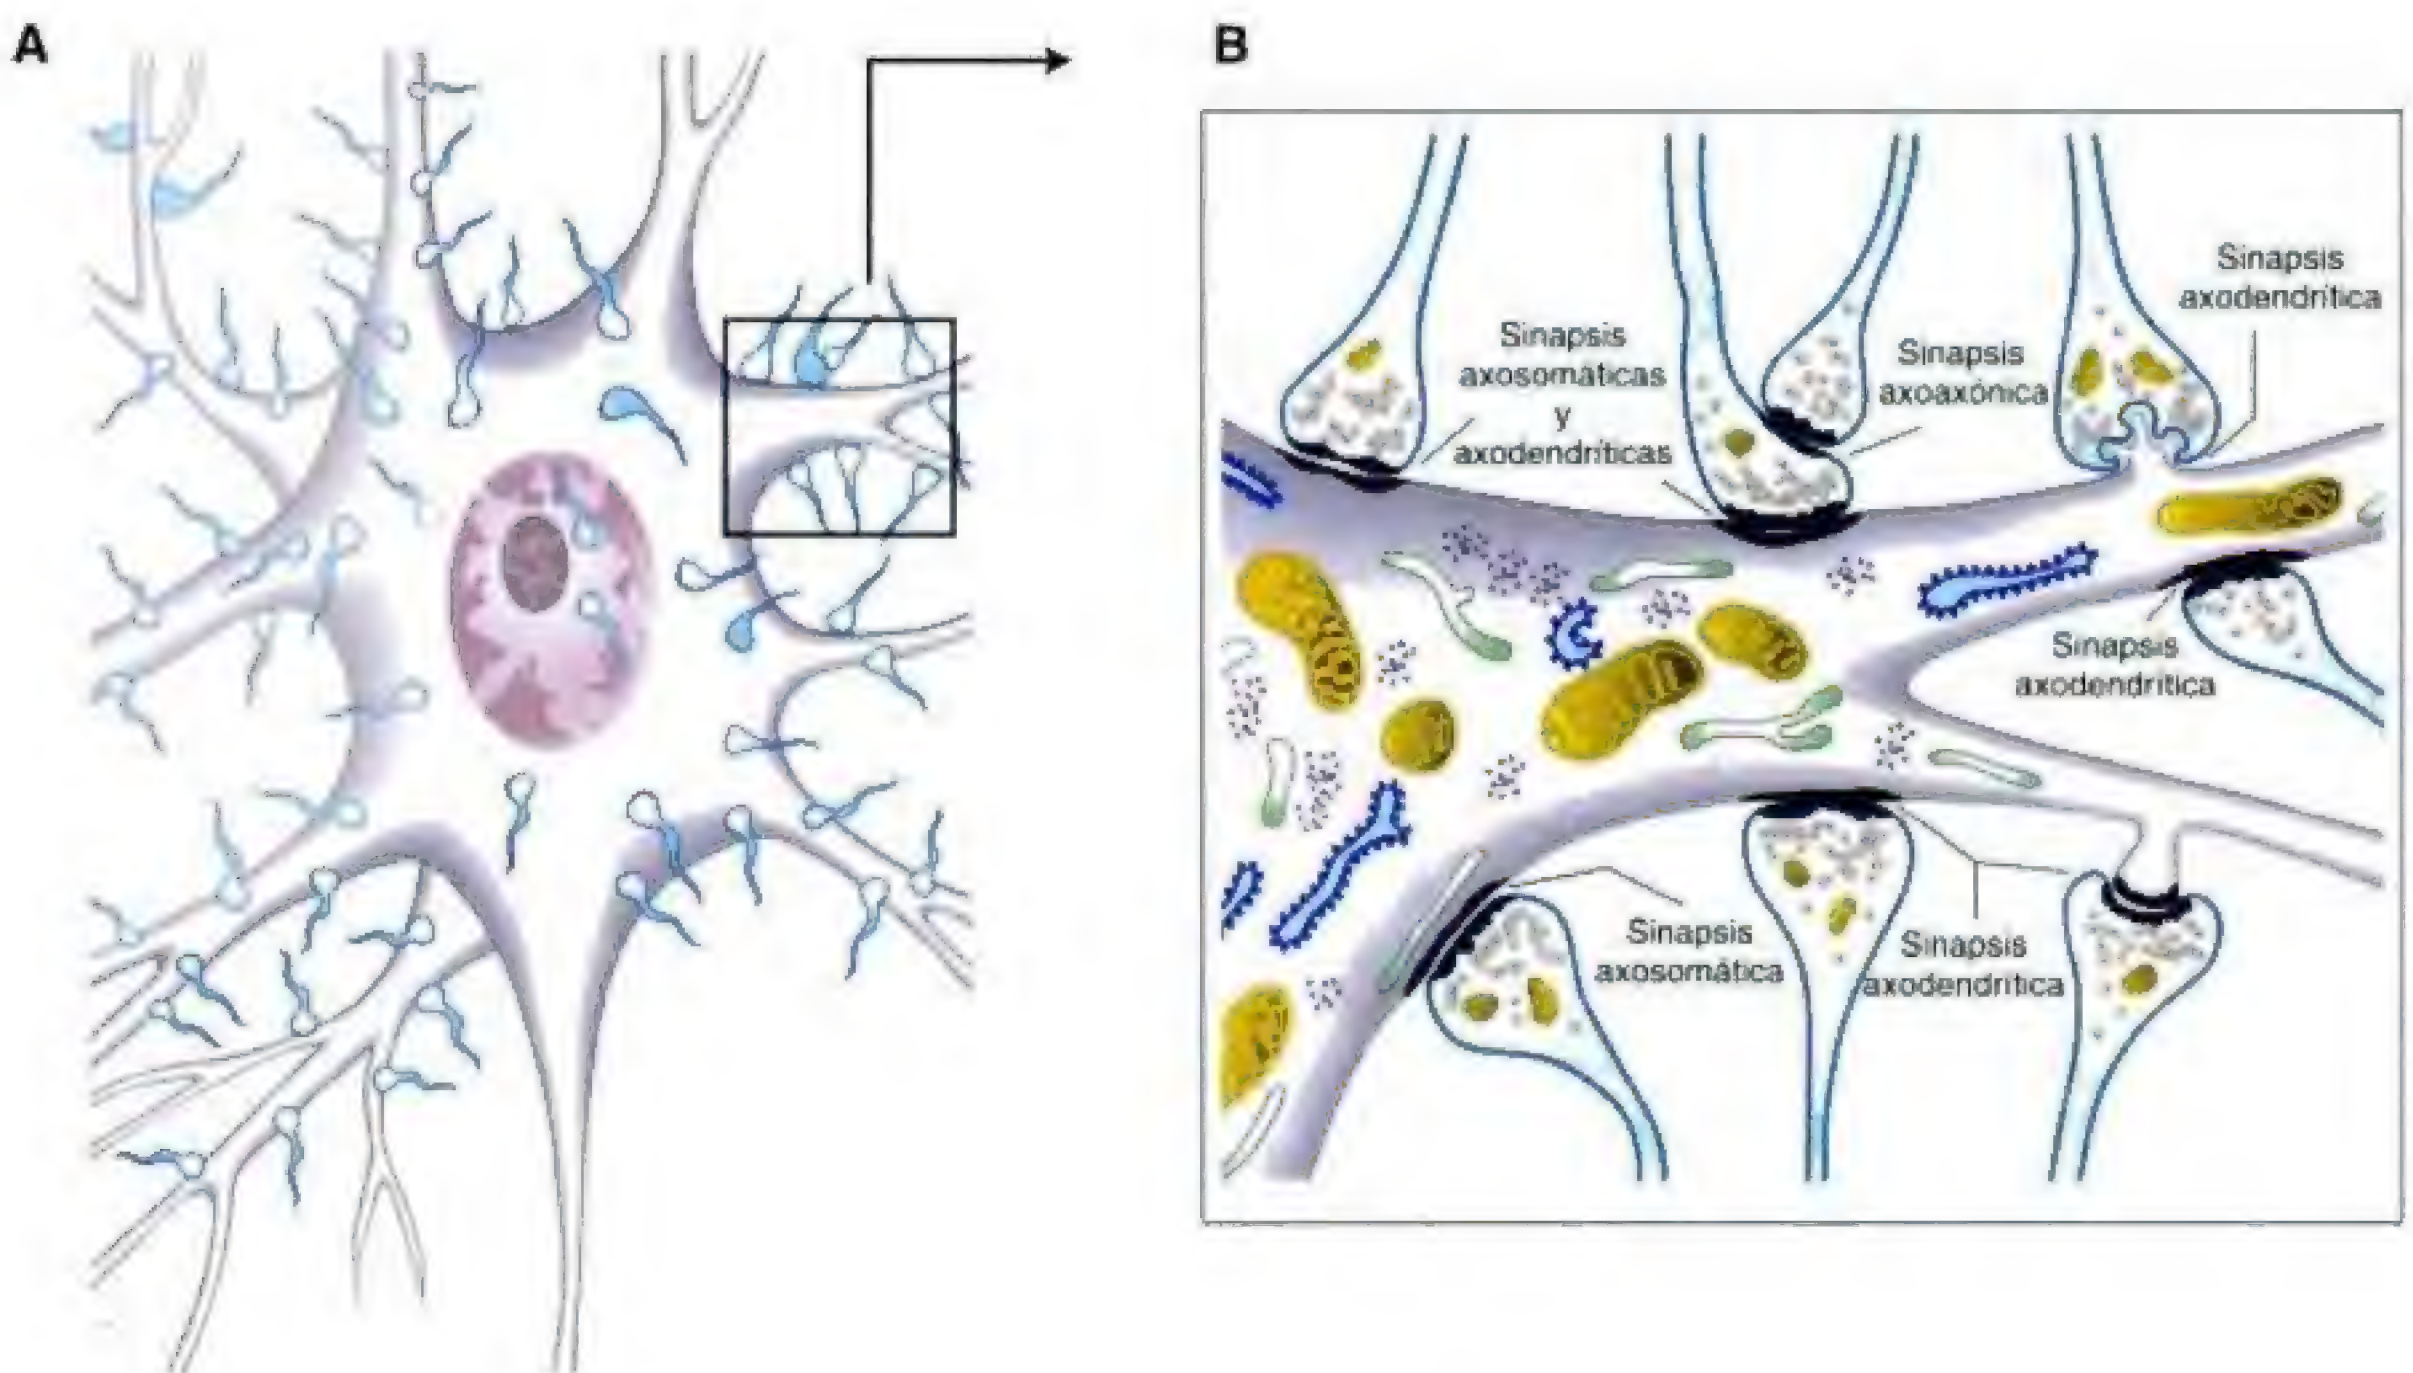 A
B
Sinapsis
axodendrítica
Sinapsis
axosomáticas
y
axodendríticas
Sinapsis
axoaxónica
Sinapsis
axodendrítica
Sinapsis
axosomática
Sinapsis
axodendrítica